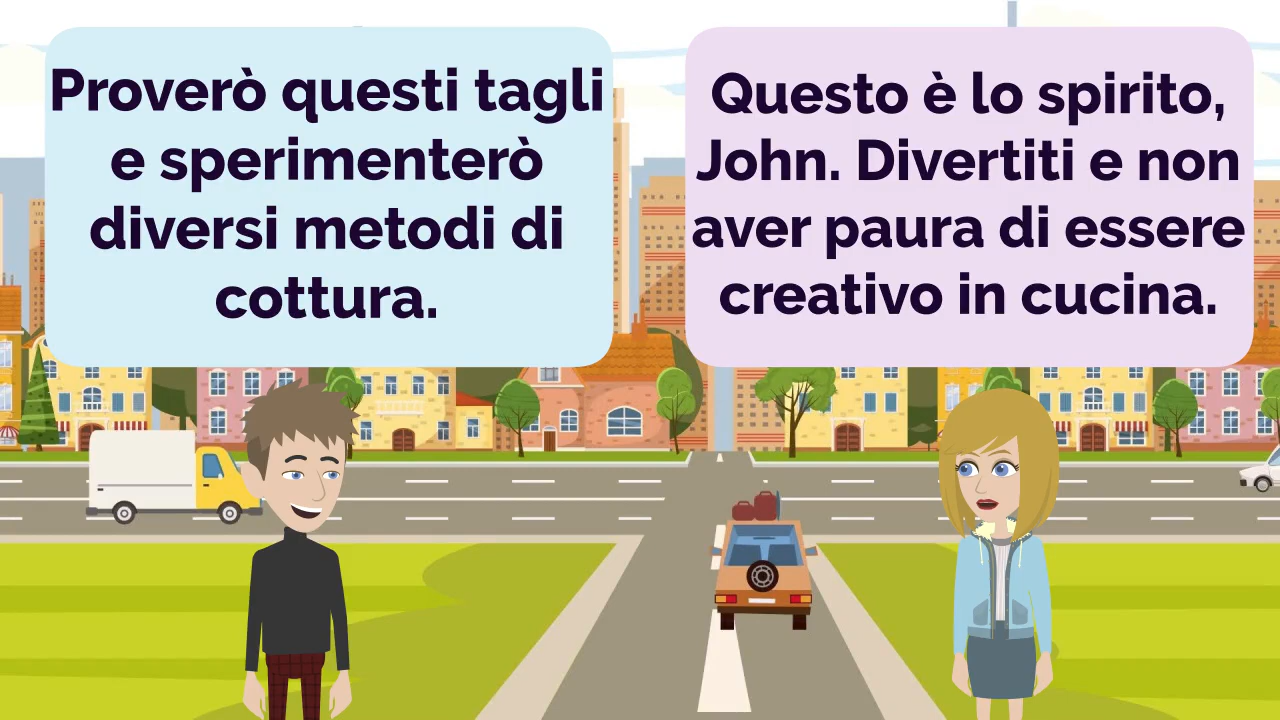 Proverò questi tagli
e sperimenterò
diversi metodi di
cottura.
Questo è lo spirito,
John. Divertiti e non
aver paura di essere
creativo in cucina.